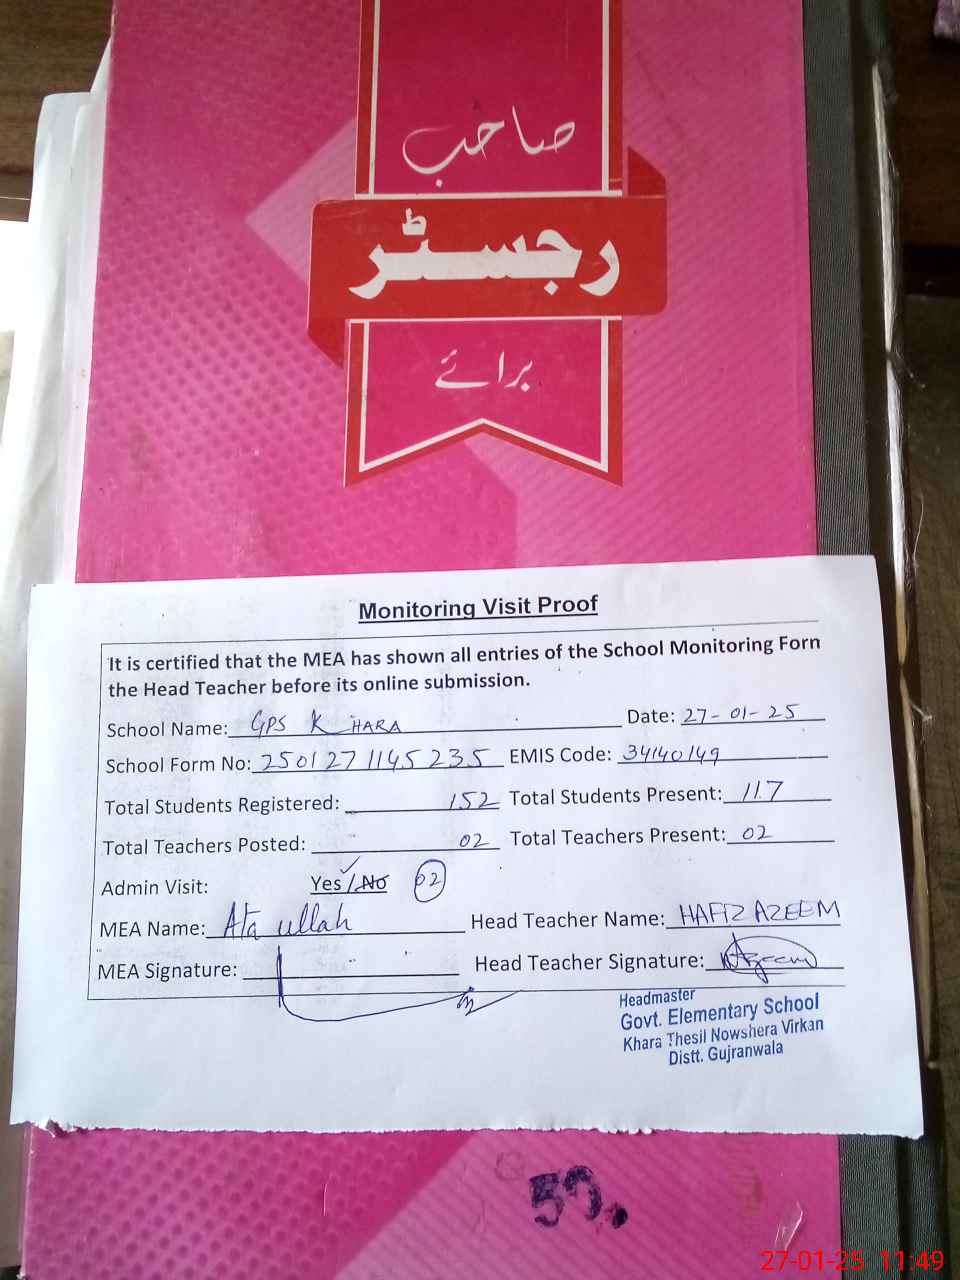 صاحب
رجسٹر
برائے
Monitoring Visit Proof
It is certified that the MEA has shown all entries of the School Monitoring Forn
the Head Teacher before its online submission.
School Name: GPS KHARA Date: 27-01-25
School Form No: 2501271145235 EMIS Code: 34140149
Total Students Registered: 152 Total Students Present: 117
Total Teachers Posted: 02 Total Teachers Present: 02
Admin Visit: Yes/No 02
MEA Name: Ata ullah Head Teacher Name: HAFIZ AZEEM
MEA Signature: Head Teacher Signature: Azeem
Headmaster
Govt. Elementary School
Khara Thesil Nowshera Virkan
Distt. Gujranwala
27-01-25 11:49